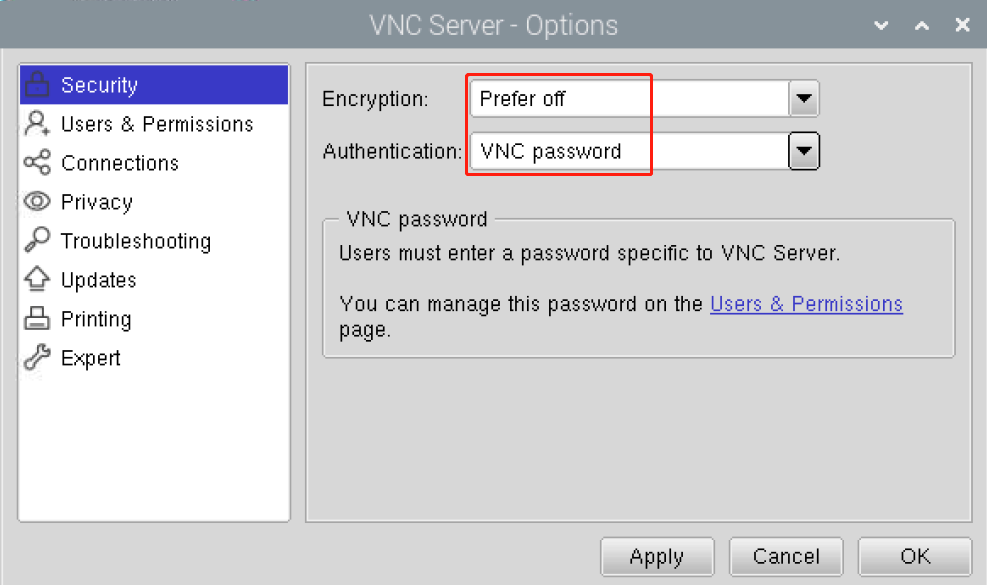 VNC Server - Options
Security
Users & Permissions
Connections
Privacy
Troubleshooting
Updates
Printing
Expert
Encryption: Prefer off
Authentication: VNC password
VNC password
Users must enter a password specific to VNC Server.
You can manage this password on the Users & Permissions
page.
Apply Cancel OK